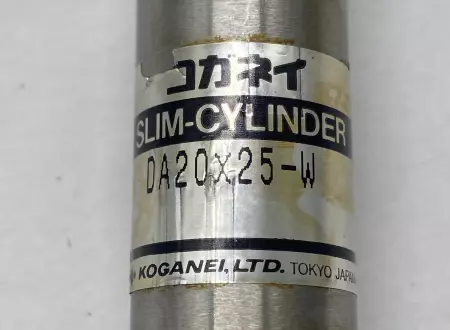 コガネイ
SLIM-CYLINDER
DA20X25-W
KOGANEI, LTD. TOKYO JAPAN